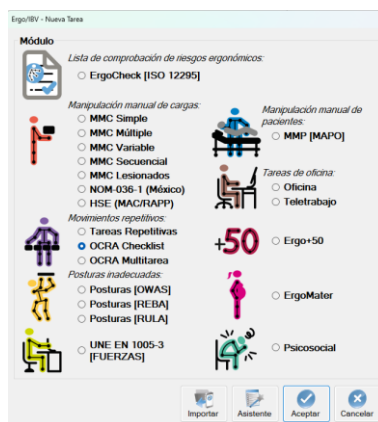 Ergo/IBV - Nueva Tarea
Módulo
Lista de comprobación de riesgos ergonómicos:
ErgoCheck [ISO 12295]
Manipulación manual de cargas:
MMC Simple
MMC Múltiple
MMC Variable
MMC Secuencial
MMC Lesionados
NOM-036-1 (México)
HSE (MAC/RAPP)
Movimientos repetitivos:
Tareas Repetitivas
OCRA Checklist
OCRA Multitarea
Posturas inadecuadas:
Posturas [OWAS]
Posturas [REBA]
Posturas [RULA]
UNE EN 1005-3
[FUERZAS]
Manipulación manual de
pacientes:
MMP [MAPO]
Tareas de oficina:
Oficina
Teletrabajo
+50
Ergo+50
ErgoMater
Psicosocial
Importar
Asistente
Aceptar
Cancelar